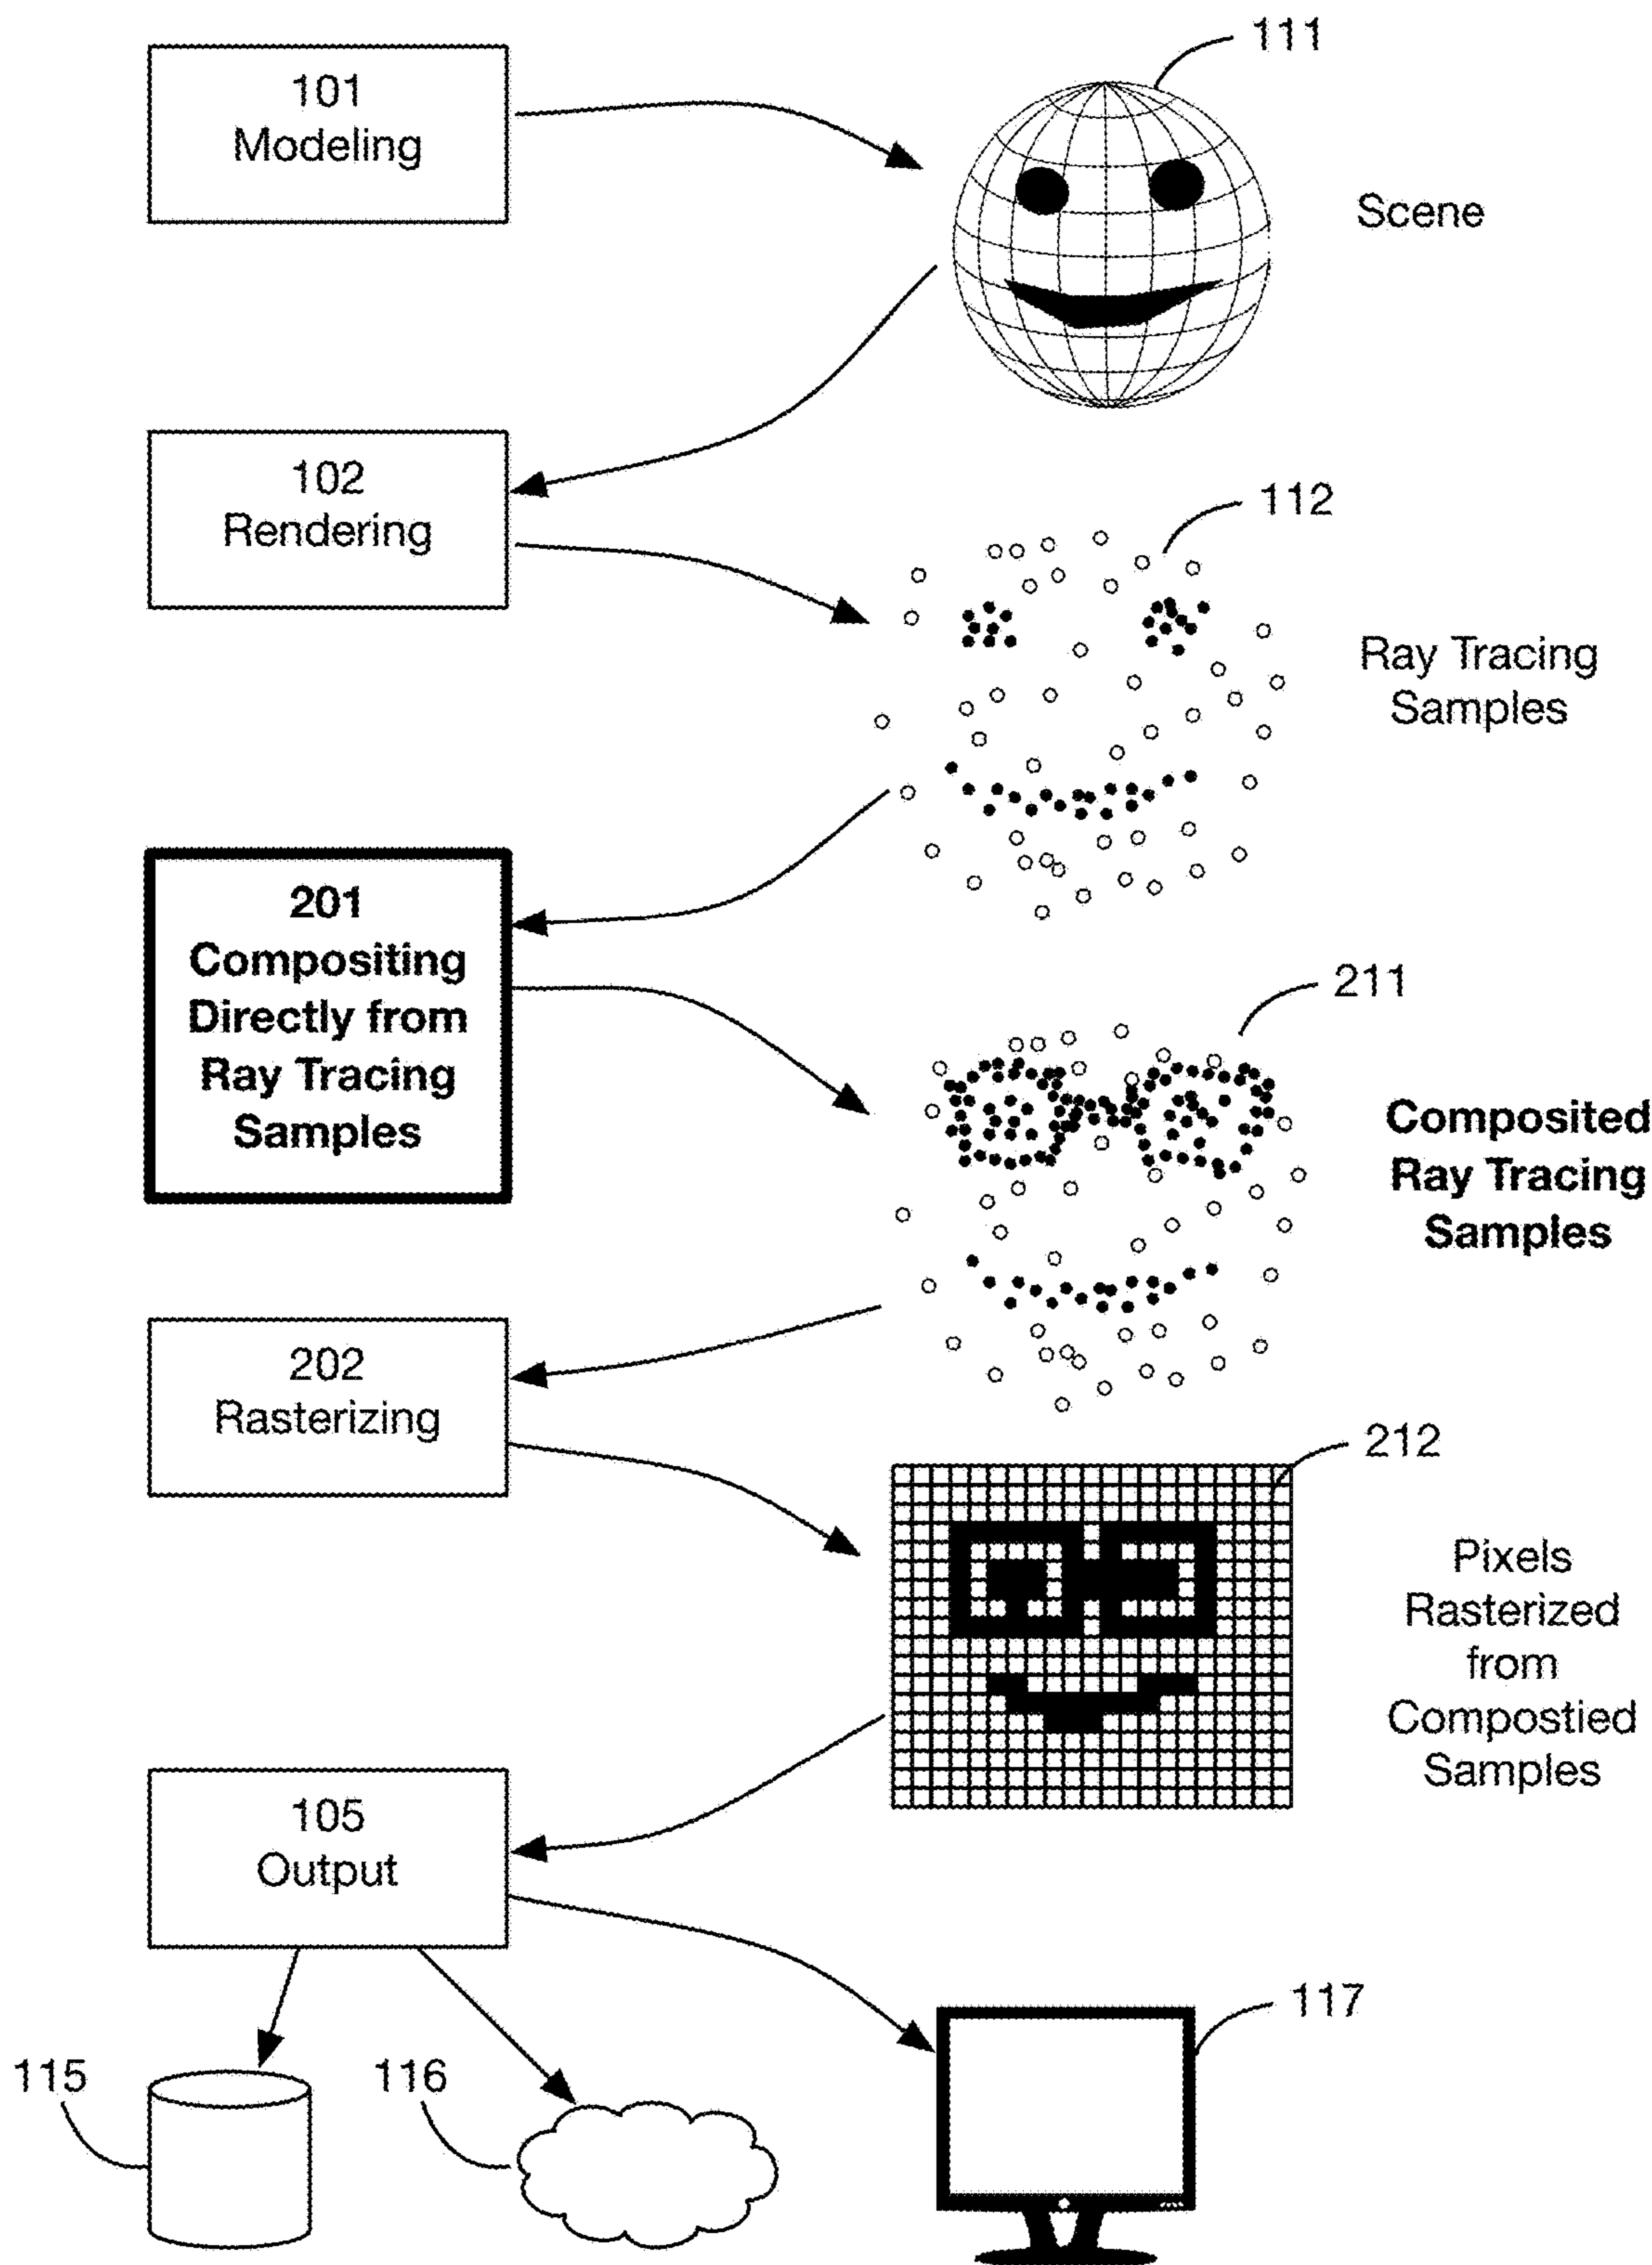 111
101
Modeling
Scene
102
Rendering
112
Ray Tracing
Samples
201
Compositing
Directly from
Ray Tracing
Samples
211
Composited
Ray Tracing
Samples
202
Rasterizing
212
Pixels
Rasterized
from
Compostied
Samples
105
Output
117
115
116